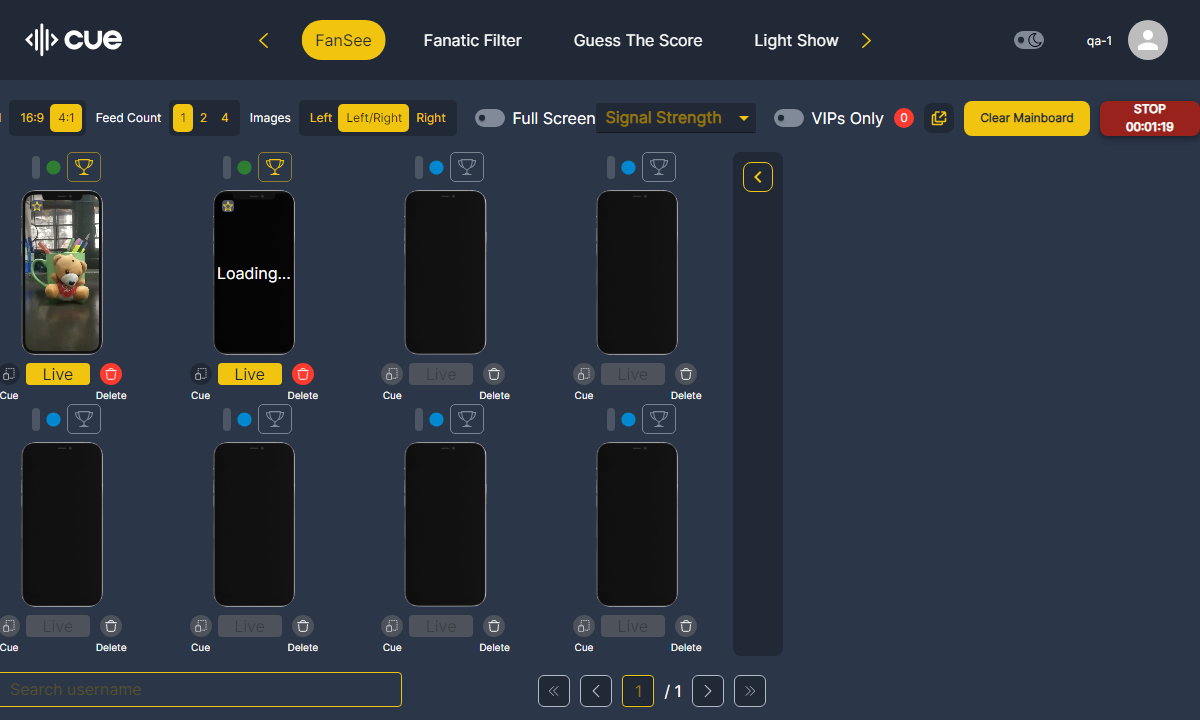 cue
FanSee
Fanatic Filter
Guess The Score
Light Show
qa-1
16:9
4:1
Feed Count
1
2
4
Images
Left
Left/Right
Right
Full Screen
Signal Strength
VIPs Only
0
Clear Mainboard
STOP
00:01:19
Loading...
Live
Live
Live
Live
Cue
Delete
Cue
Delete
Cue
Delete
Cue
Delete
Live
Live
Live
Live
Cue
Delete
Cue
Delete
Cue
Delete
Cue
Delete
Search username
1
/ 1